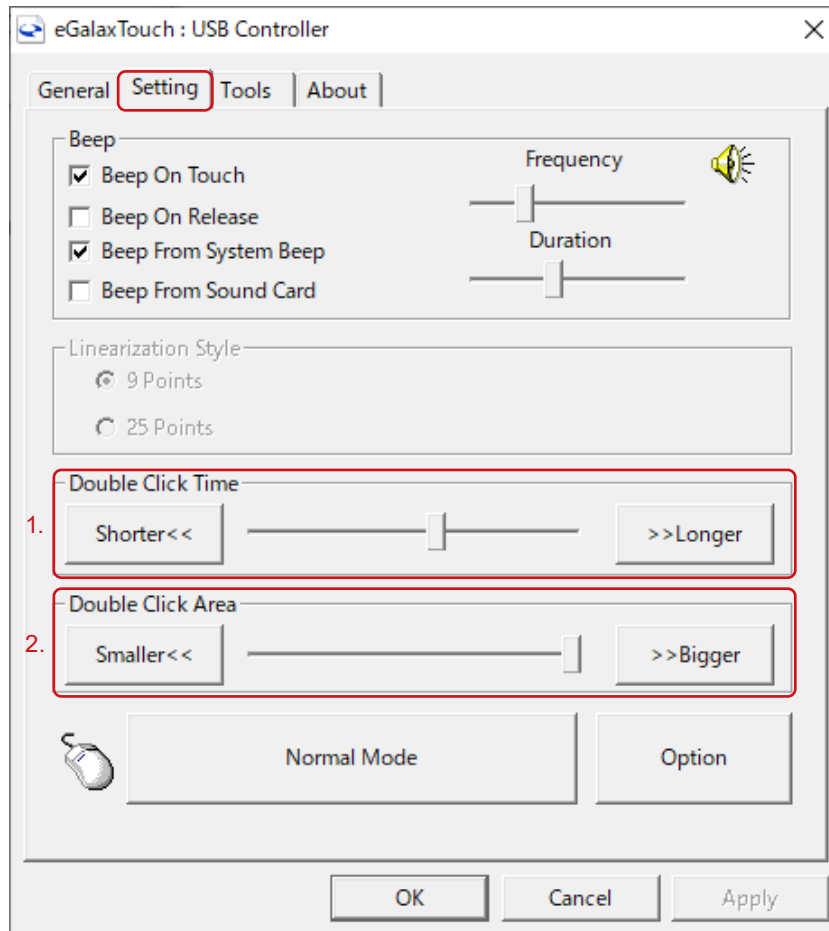 eGalaxTouch : USB Controller
General Setting Tools About
Beep
Beep On Touch
Beep On Release
Beep From System Beep
Beep From Sound Card
Frequency
Duration
Linearization Style
9 Points
25 Points
1.
Double Click Time
Shorter<< >>Longer
2.
Double Click Area
Smaller<< >>Bigger
Normal Mode Option
OK Cancel Apply